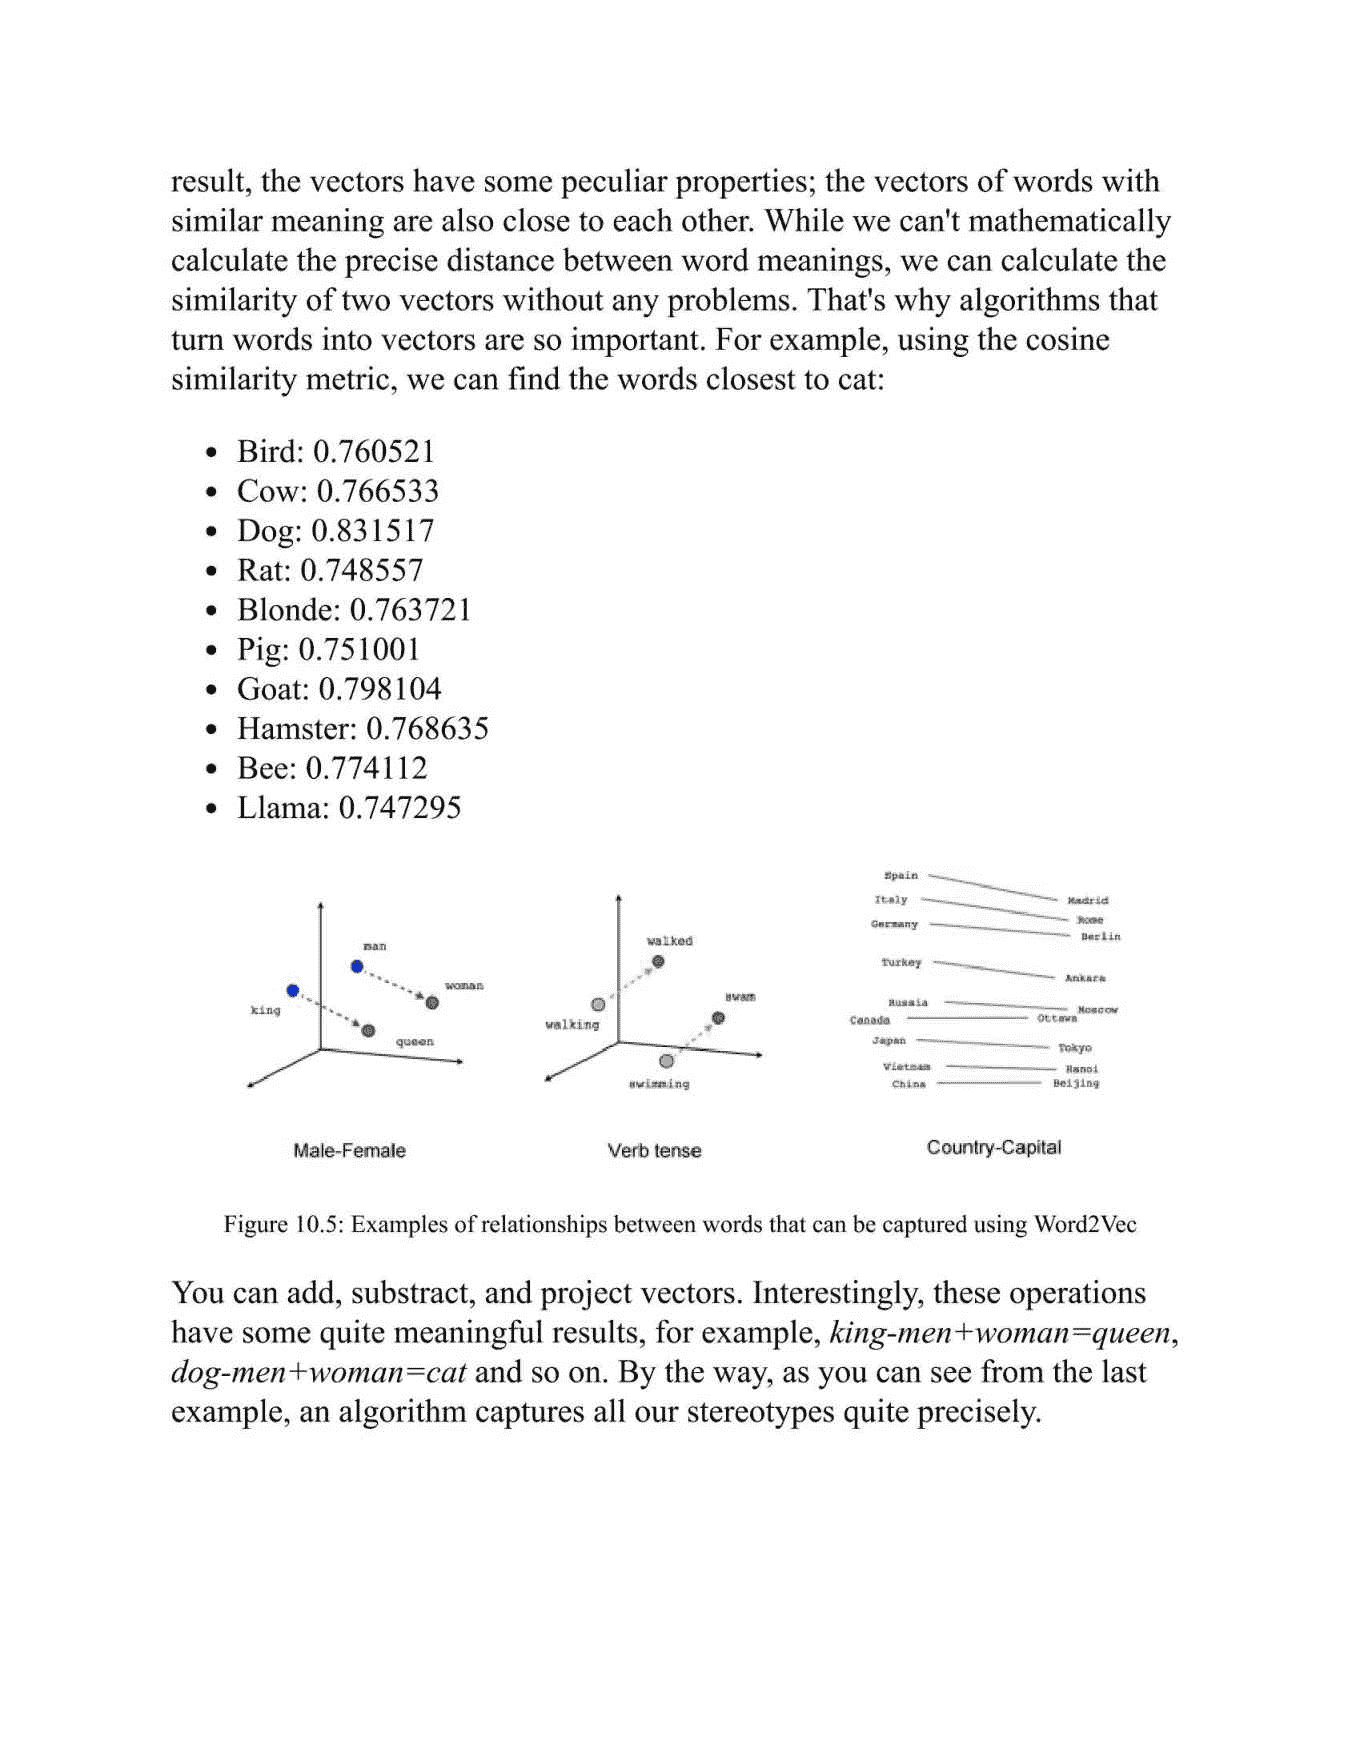 result, the vectors have some peculiar properties; the vectors of words with
similar meaning are also close to each other. While we can't mathematically
calculate the precise distance between word meanings, we can calculate the
similarity of two vectors without any problems. That's why algorithms that
turn words into vectors are so important. For example, using the cosine
similarity metric, we can find the words closest to cat:
• Bird: 0.760521
• Cow: 0.766533
• Dog: 0.831517
• Rat: 0.748557
• Blonde: 0.763721
• Pig: 0.751001
• Goat: 0.798104
• Hamster: 0.768635
• Bee: 0.774112
• Llama: 0.747295
man
woman
king
queen
Male-Female
walked
swam
walking
swimming
Verb tense
Spain Madrid
Italy Rome
Germany Berlin
Turkey Ankara
Russia Moscow
Canada Ottawa
Japan Tokyo
Vietnam Hanoi
China Beijing
Country-Capital
Figure 10.5: Examples of relationships between words that can be captured using Word2Vec
You can add, substract, and project vectors. Interestingly, these operations
have some quite meaningful results, for example, king-men+woman=queen,
dog-men+woman=cat and so on. By the way, as you can see from the last
example, an algorithm captures all our stereotypes quite precisely.